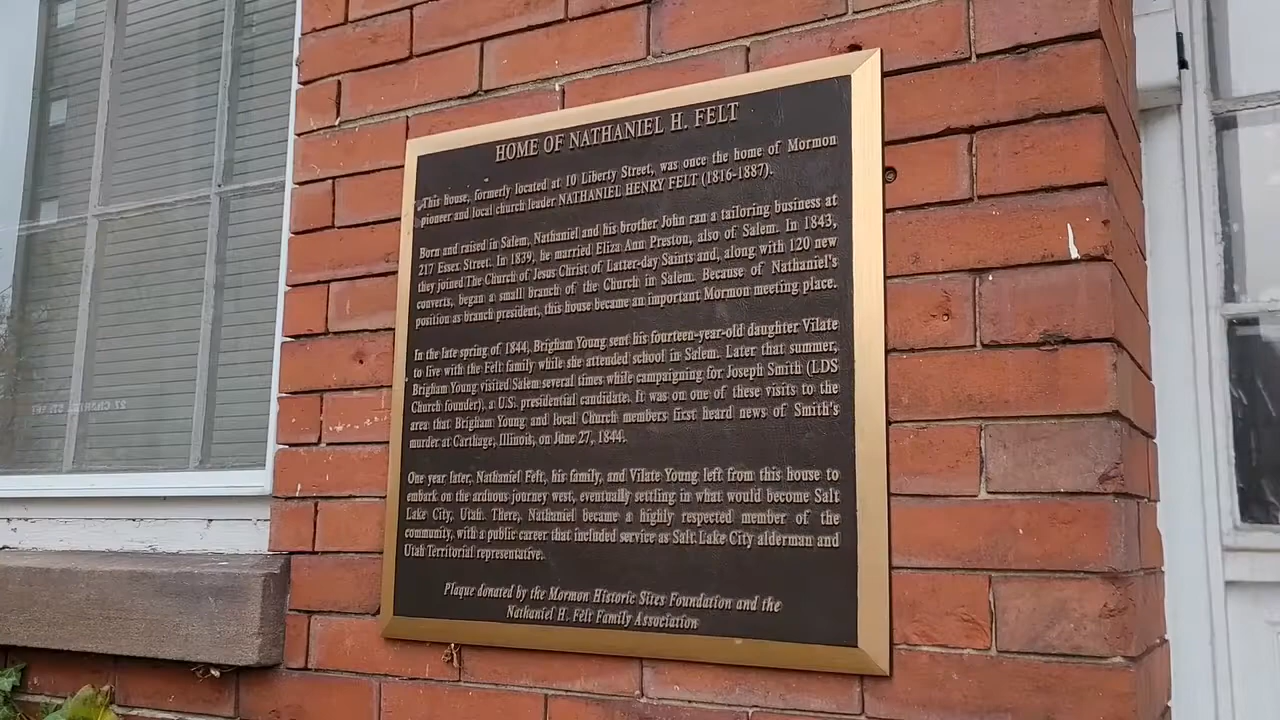 HOME OF NATHANIEL H. FELT
This house, formerly located at 10 Liberty Street, was once the home of Mormon
pioneer and local church leader NATHANIEL HENRY FELT (1816-1887).
Born and raised in Salem, Nathaniel and his brother John ran a tailoring business at
217 Essex Street. In 1839, he married Eliza Ann Preston, also of Salem. In 1843,
they joined The Church of Jesus Christ of Latter-day Saints and, along with 120 new
converts, began a small branch of the Church in Salem. Because of Nathaniel's
position as branch president, this house became an important Mormon meeting place.
In the late spring of 1844, Brigham Young sent his fourteen-year-old daughter Vilate
to live with the Felt family while she attended school in Salem. Later that summer,
Brigham Young visited Salem several times while campaigning for Joseph Smith (LDS
Church founder), a U.S. presidential candidate. It was on one of these visits to the
area that Brigham Young and local Church members first heard news of Smith's
murder at Carthage, Illinois, on June 27, 1844.
One year later, Nathaniel Felt, his family, and Vilate Young left from this house to
embark on the arduous journey west, eventually settling in what would become Salt
Lake City, Utah. There, Nathaniel became a highly respected member of the
community, with a public career that included service as Salt Lake City alderman and
Utah Territorial representative.
Plaque donated by the Mormon Historic Sites Foundation and the
Nathaniel H. Felt Family Association